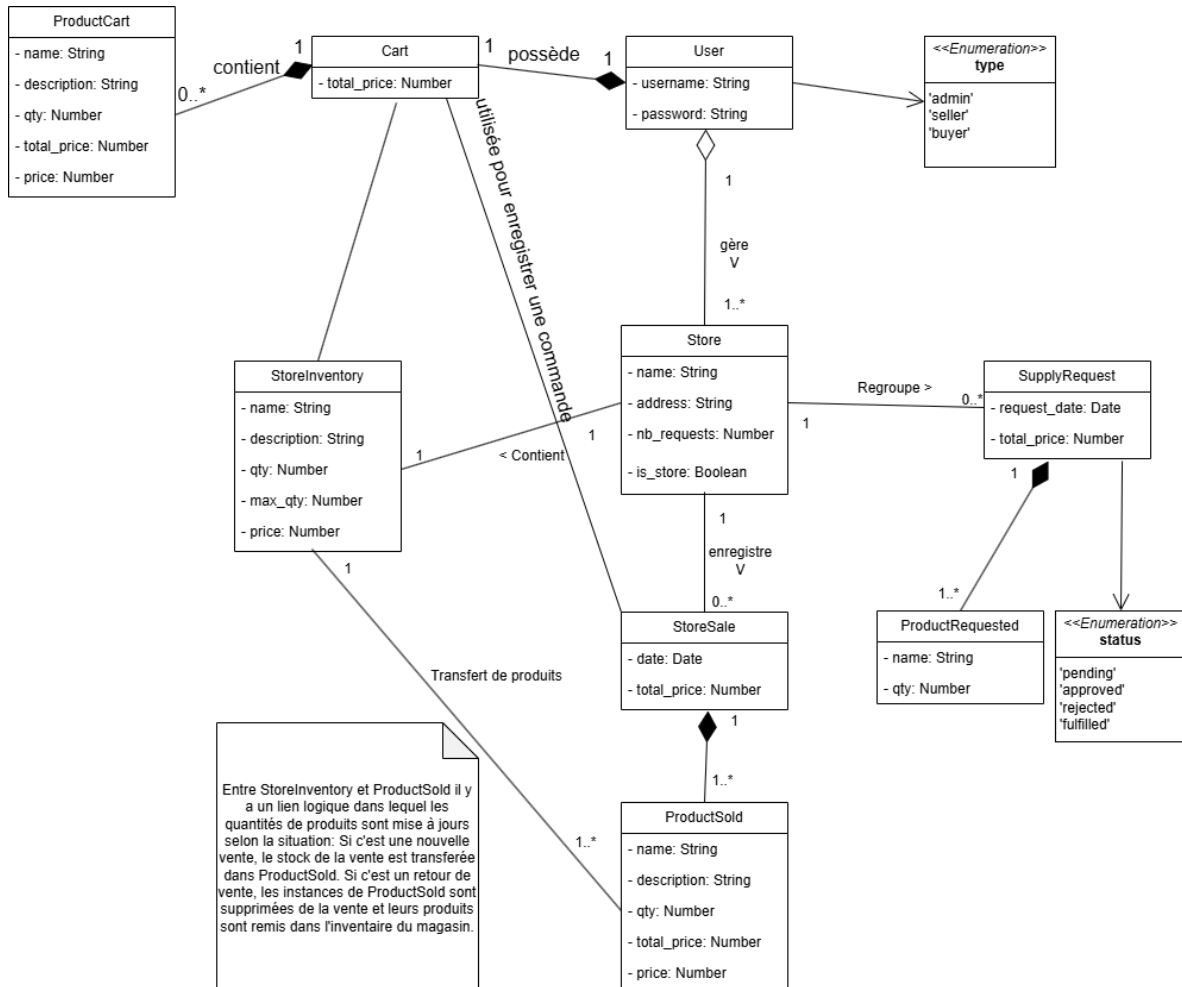 ProductCart
- name: String
- description: String
- qty: Number
- total_price: Number
- price: Number
0..*
contient
1
Cart
- total_price: Number
1
possède
1
User
- username: String
- password: String
<<Enumeration>>
type
'admin'
'seller'
'buyer'
utilisée pour enregistrer une commande
1
gère
V
1..*
StoreInventory
- name: String
- description: String
- qty: Number
- max_qty: Number
- price: Number
1
< Contient
1
Store
- name: String
- address: String
- nb_requests: Number
- is_store: Boolean
Regroupe >
1
0..*
SupplyRequest
- request_date: Date
- total_price: Number
1
1..*
1
enregistre
V
0..*
1
Transfert de produits
1..*
StoreSale
- date: Date
- total_price: Number
1
1..*
ProductRequested
- name: String
- qty: Number
<<Enumeration>>
status
'pending'
'approved'
'rejected'
'fulfilled'
Entre StoreInventory et ProductSold il y
a un lien logique dans lequel les
quantités de produits sont mise à jours
selon la situation: Si c'est une nouvelle
vente, le stock de la vente est transferée
dans ProductSold. Si c'est un retour de
vente, les instances de ProductSold sont
supprimées de la vente et leurs produits
sont remis dans l'inventaire du magasin.
ProductSold
- name: String
- description: String
- qty: Number
- total_price: Number
- price: Number